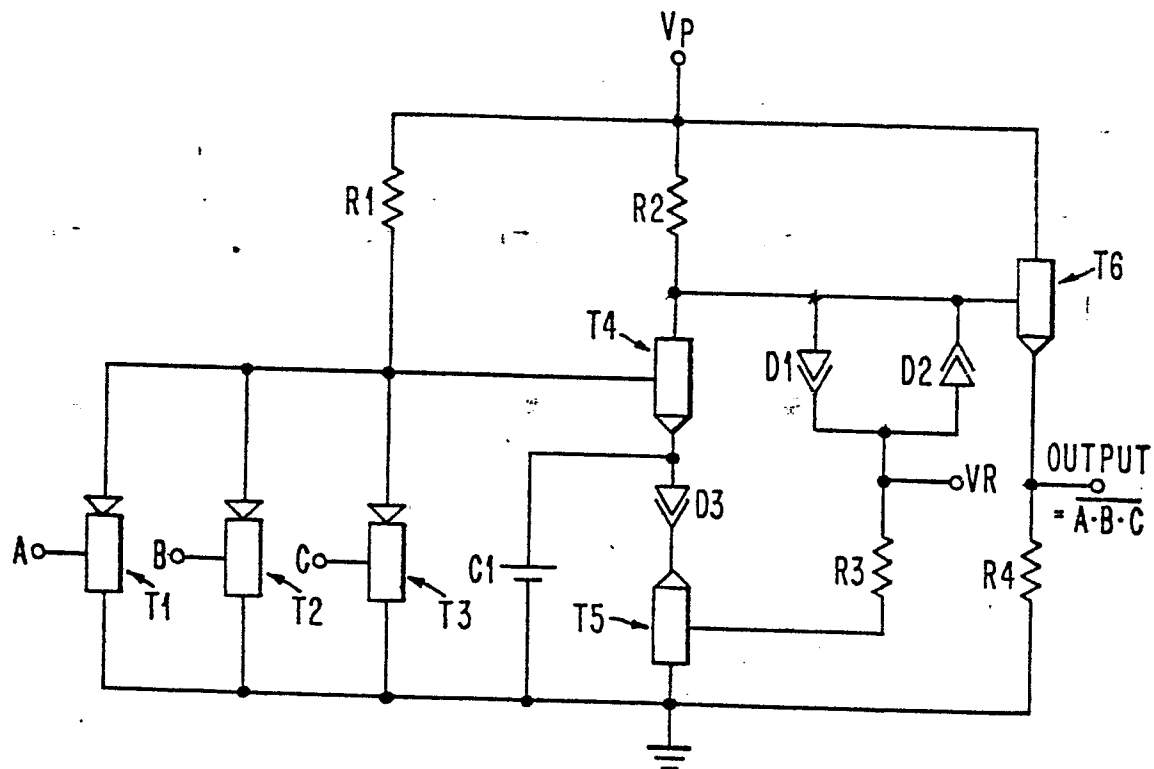 VP
R1
R2
T6
T4
D1
D2
OUTPUT
= A·B·C
VR
D3
A
B
C
T1
T2
T3
C1
T5
R3
R4